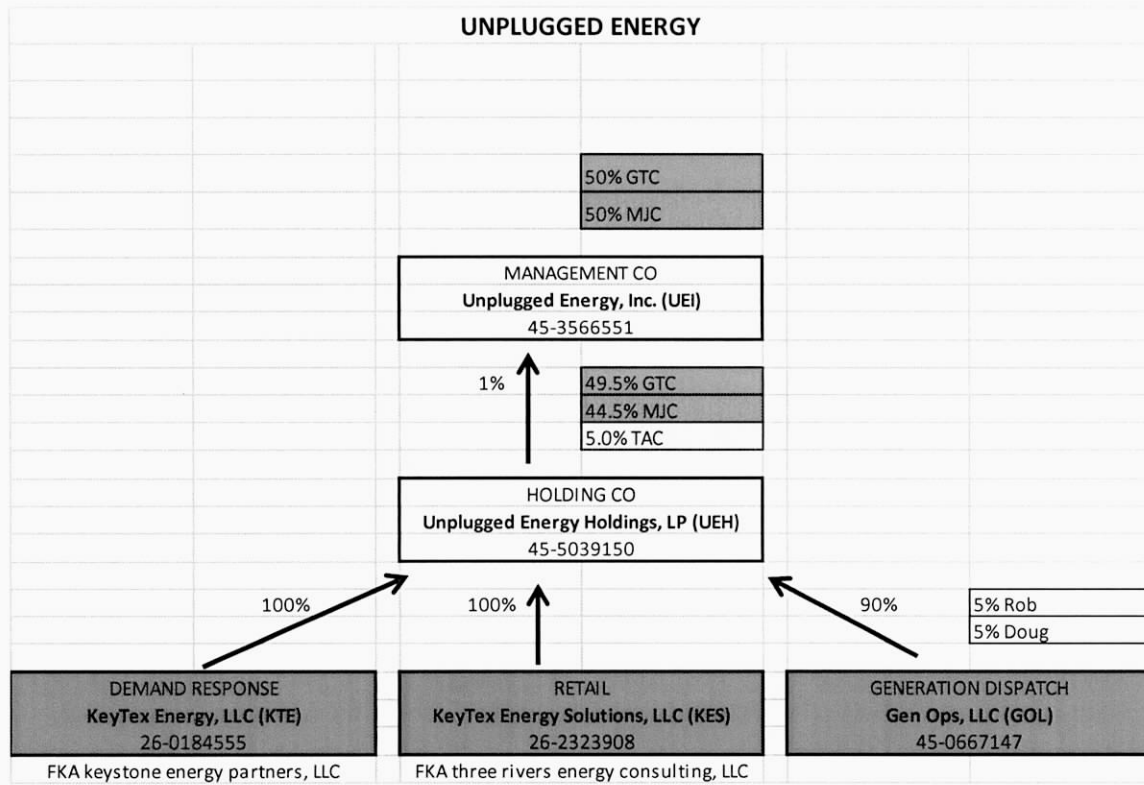 UNPLUGGED ENERGY
50% GTC
50% MJC
MANAGEMENT CO
Unplugged Energy, Inc. (UEI)
45-3566551
1%
49.5% GTC
44.5% MJC
5.0% TAC
HOLDING CO
Unplugged Energy Holdings, LP (UEH)
45-5039150
100%
100%
90%
5% Rob
5% Doug
DEMAND RESPONSE
KeyTex Energy, LLC (KTE)
26-0184555
FKA keystone energy partners, LLC
RETAIL
KeyTex Energy Solutions, LLC (KES)
26-2323908
FKA three rivers energy consulting, LLC
GENERATION DISPATCH
Gen Ops, LLC (GOL)
45-0667147